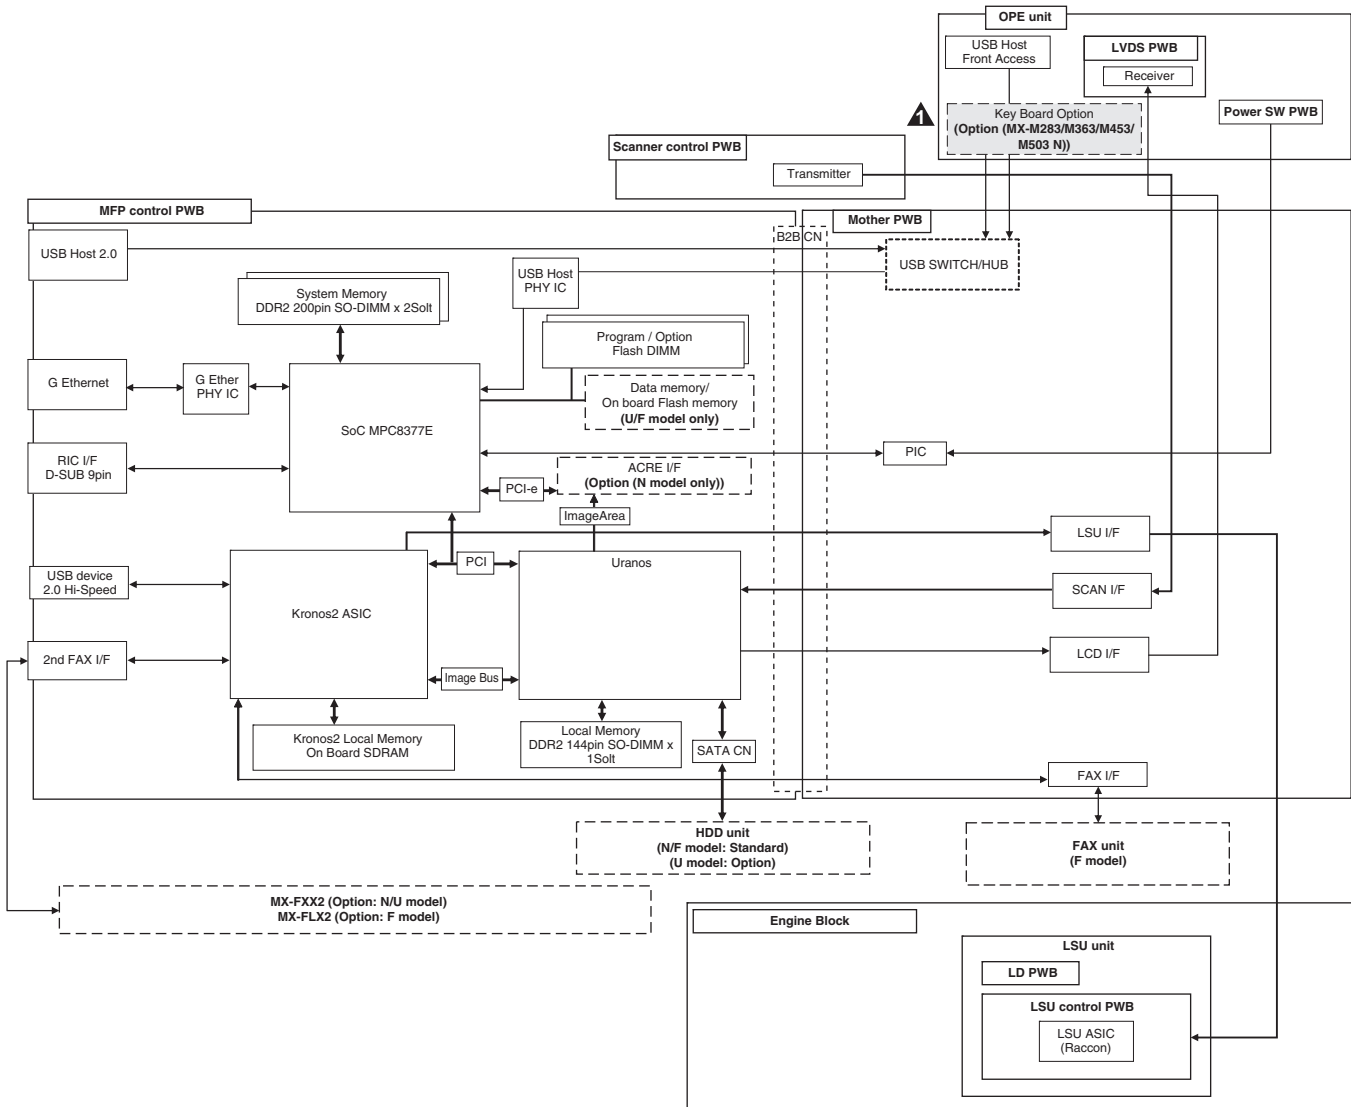 OPE unit
USB Host
Front Access
LVDS PWB
Receiver
1
Key Board Option
(Option (MX-M283/M363/M453/
M503 N))
Power SW PWB
Scanner control PWB
Transmitter
MFP control PWB
Mother PWB
B2B CN
USB Host 2.0
USB Host
PHY IC
USB SWITCH/HUB
System Memory
DDR2 200pin SO-DIMM x 2Solt
Program / Option
Flash DIMM
G Ethernet
G Ether
PHY IC
Data memory/
On board Flash memory
(U/F model only)
SoC MPC8377E
RIC I/F
D-SUB 9pin
PIC
ACRE I/F
(Option (N model only))
PCI-e
ImageArea
LSU I/F
PCI
Uranos
USB device
2.0 Hi-Speed
SCAN I/F
Kronos2 ASIC
2nd FAX I/F
LCD I/F
Image Bus
Kronos2 Local Memory
On Board SDRAM
Local Memory
DDR2 144pin SO-DIMM x
1Solt
SATA CN
FAX I/F
HDD unit
(N/F model: Standard)
(U model: Option)
FAX unit
(F model)
MX-FXX2 (Option: N/U model)
MX-FLX2 (Option: F model)
Engine Block
LSU unit
LD PWB
LSU control PWB
LSU ASIC
(Raccon)